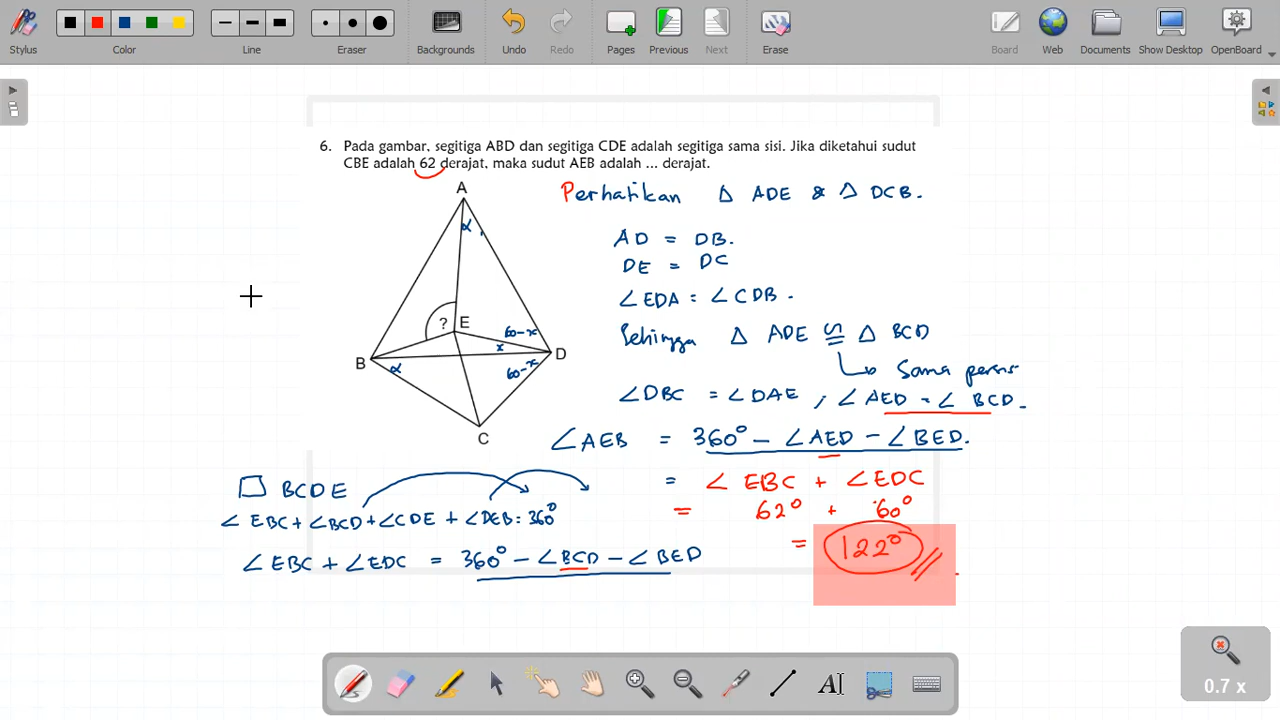 Stylus Color Line Eraser Backgrounds Undo Redo Pages Previous Next Erase Board Web Documents Show Desktop OpenBoard
6. Pada gambar, segitiga ABD dan segitiga CDE adalah segitiga sama sisi. Jika diketahui sudut
CBE adalah 62 derajat, maka sudut AEB adalah ... derajat.
A
α
? E
60-x
x
B
α
D
60-x
C
Perhatikan Δ ADE & Δ DCB.
AD = DB.
DE = DC
∠EDA = ∠CDB.
Sehingga Δ ADE ≅ Δ BCD
Sama persis
∠DBC = ∠DAE , ∠AED = ∠BCD.
∠AEB = 360° - ∠AED - ∠BED.
= ∠EBC + ∠EDC
= 62° + 60°
= 122°
□ BCDE
∠EBC + ∠BCD + ∠CDE + ∠DEB = 360°
∠EBC + ∠EDC = 360° - ∠BCD - ∠BED
AI
0.7 x